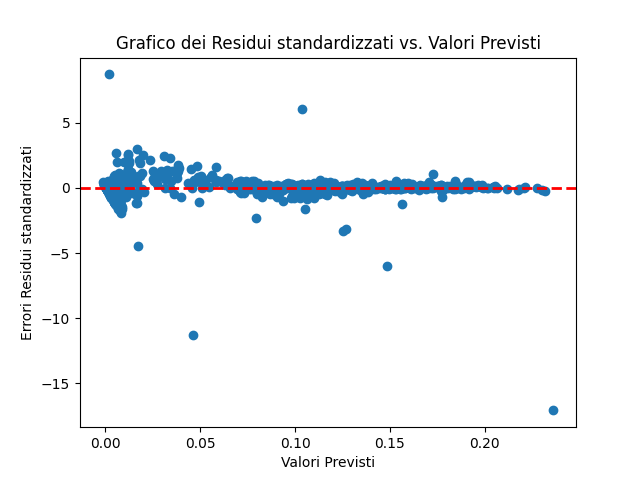 Grafico dei Residui standardizzati vs. Valori Previsti
Errori Residui standardizzati
5
0
−5
−10
−15
0.00 0.05 0.10 0.15 0.20
Valori Previsti